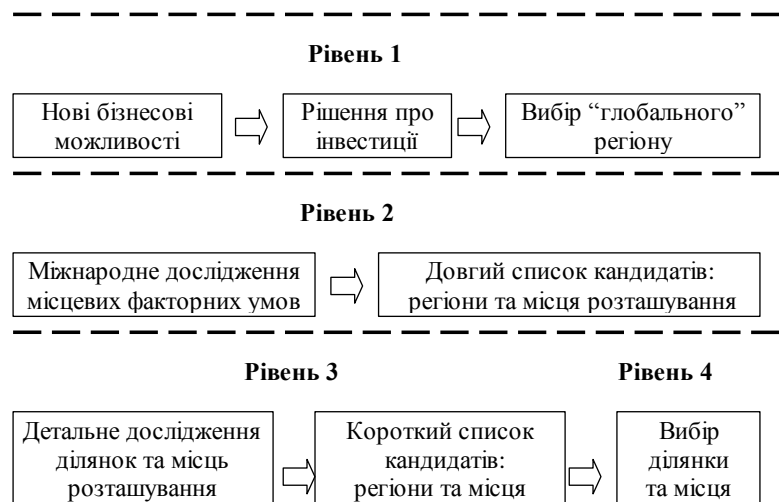 Рівень 1
Нові бізнесові
можливості
Рішення про
інвестиції
Вибір “глобального”
регіону
Рівень 2
Міжнародне дослідження
місцевих факторних умов
Довгий список кандидатів:
регіони та місця розташування
Рівень 3
Рівень 4
Детальне дослідження
ділянок та місць
розташування
Короткий список
кандидатів:
регіони та місця
Вибір
ділянки
та місця